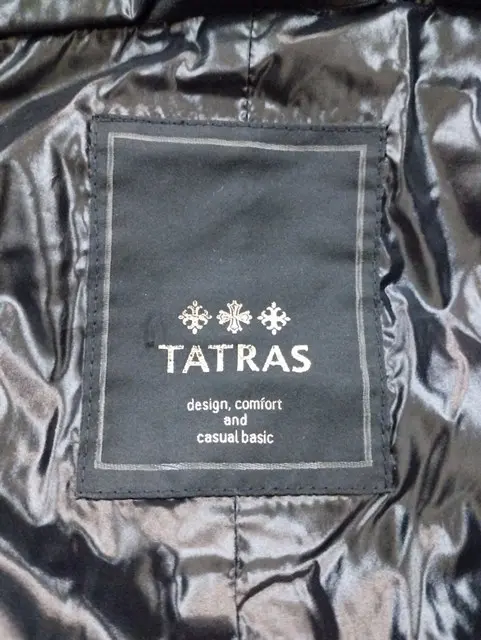 TATRAS
design, comfort
and
casual basic